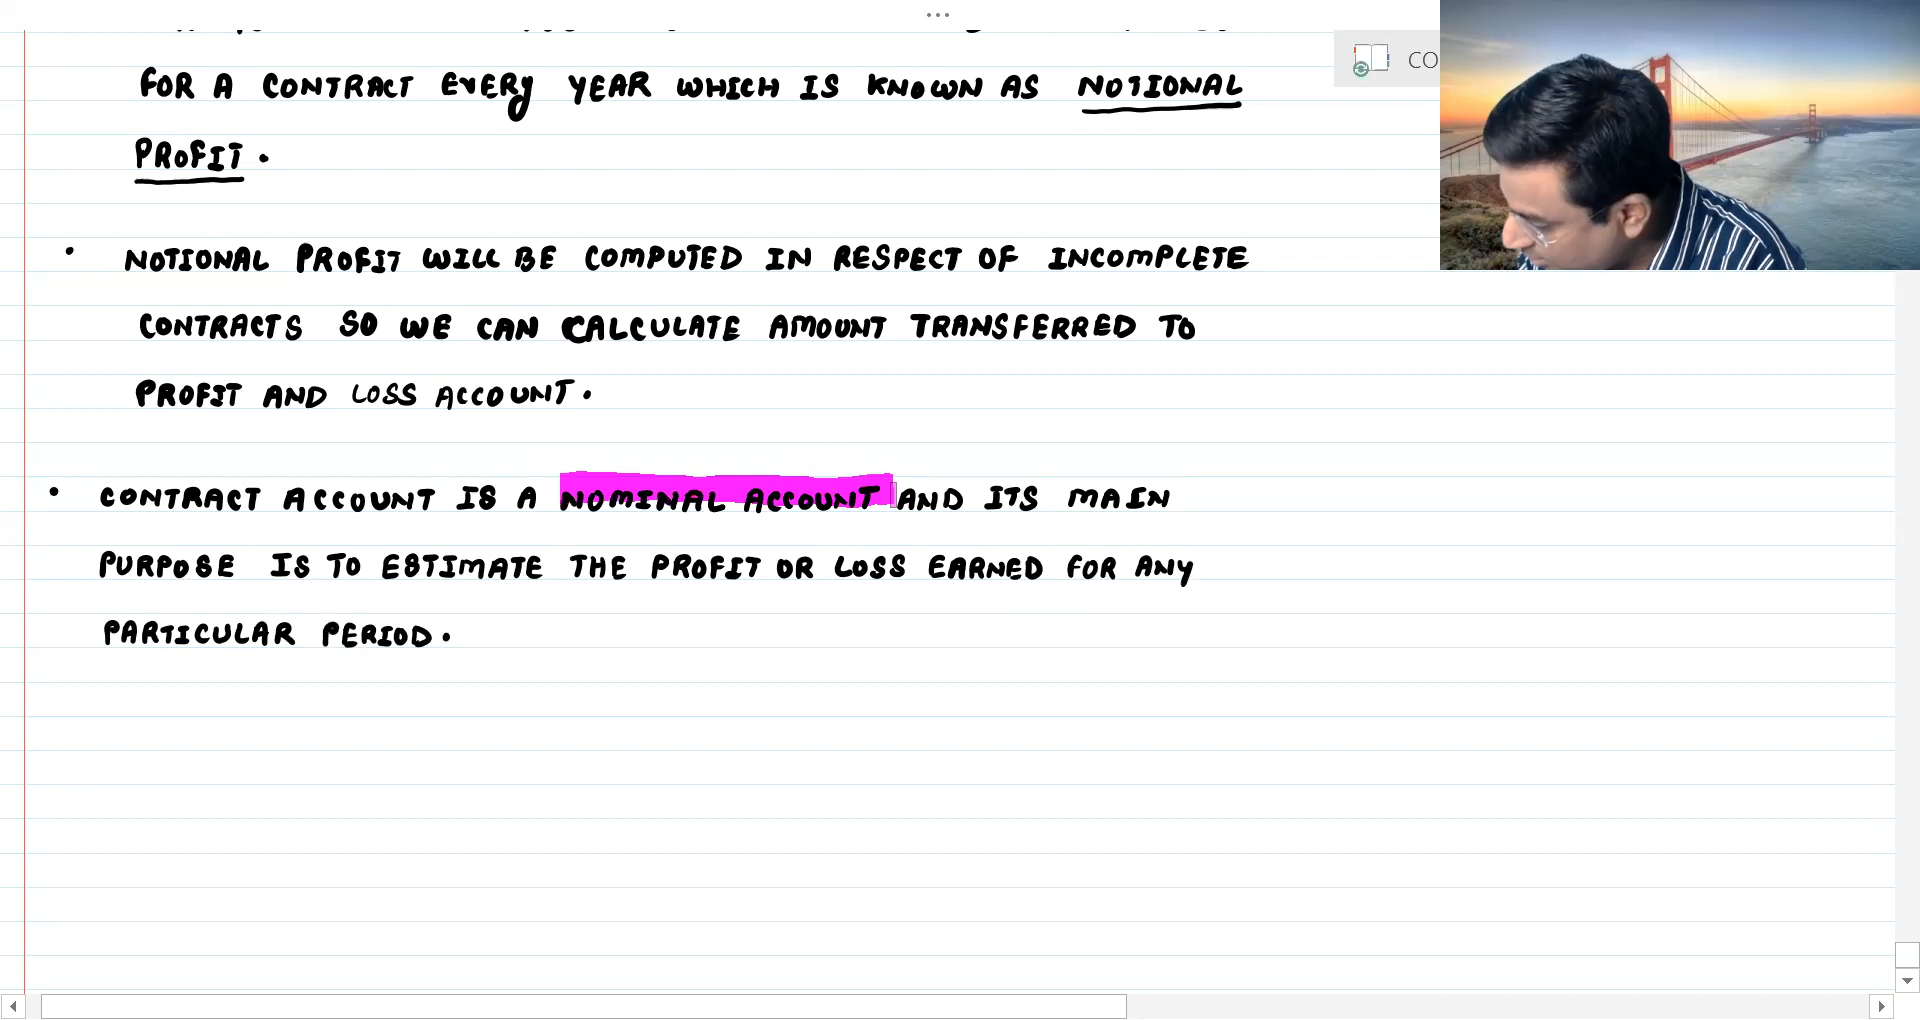 FOR A CONTRACT EVERY YEAR WHICH IS KNOWN AS NOTIONAL
PROFIT.
• NOTIONAL PROFIT WILL BE COMPUTED IN RESPECT OF INCOMPLETE
CONTRACTS SO WE CAN CALCULATE AMOUNT TRANSFERRED TO
PROFIT AND LOSS ACCOUNT.
• CONTRACT ACCOUNT IS A NOMINAL ACCOUNT AND ITS MAIN
PURPOSE IS TO ESTIMATE THE PROFIT OR LOSS EARNED FOR ANY
PARTICULAR PERIOD.
CO